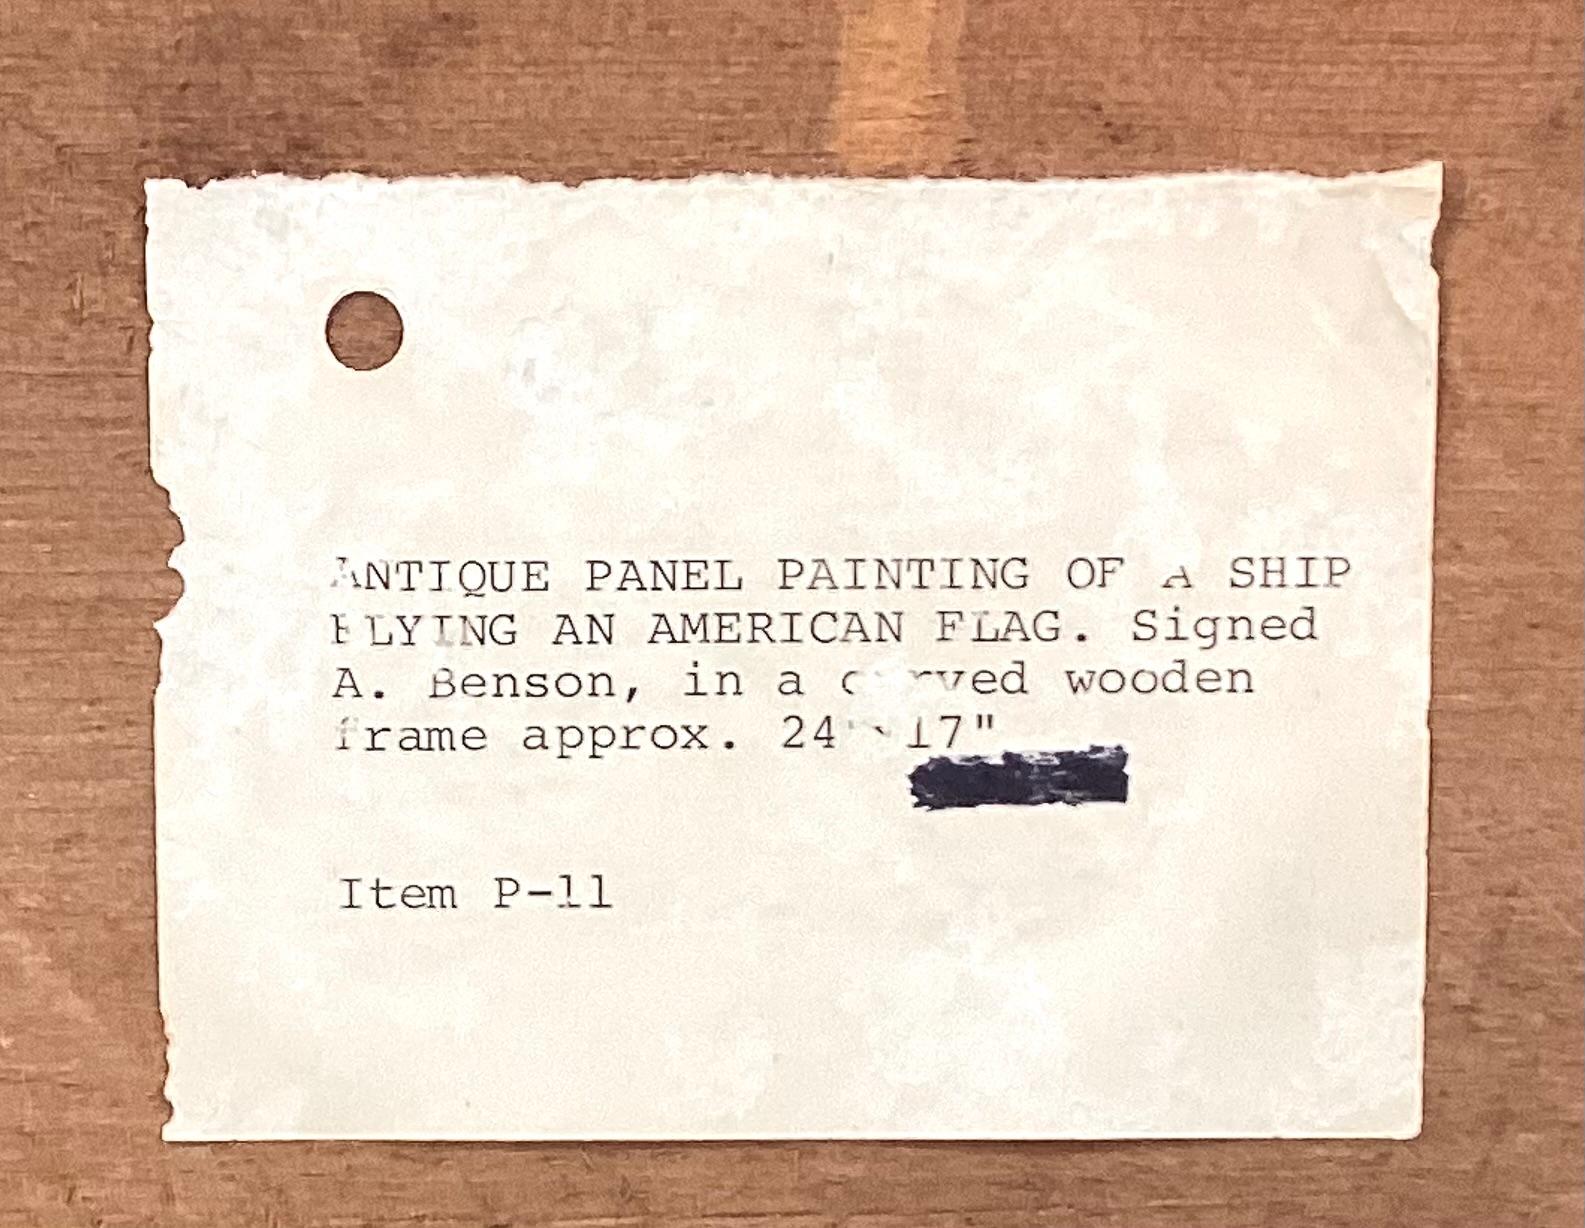 ANTIQUE PANEL PAINTING OF A SHIP
FLYING AN AMERICAN FLAG. Signed
A. Benson, in a carved wooden
frame approx. 24 17"
Item P-11